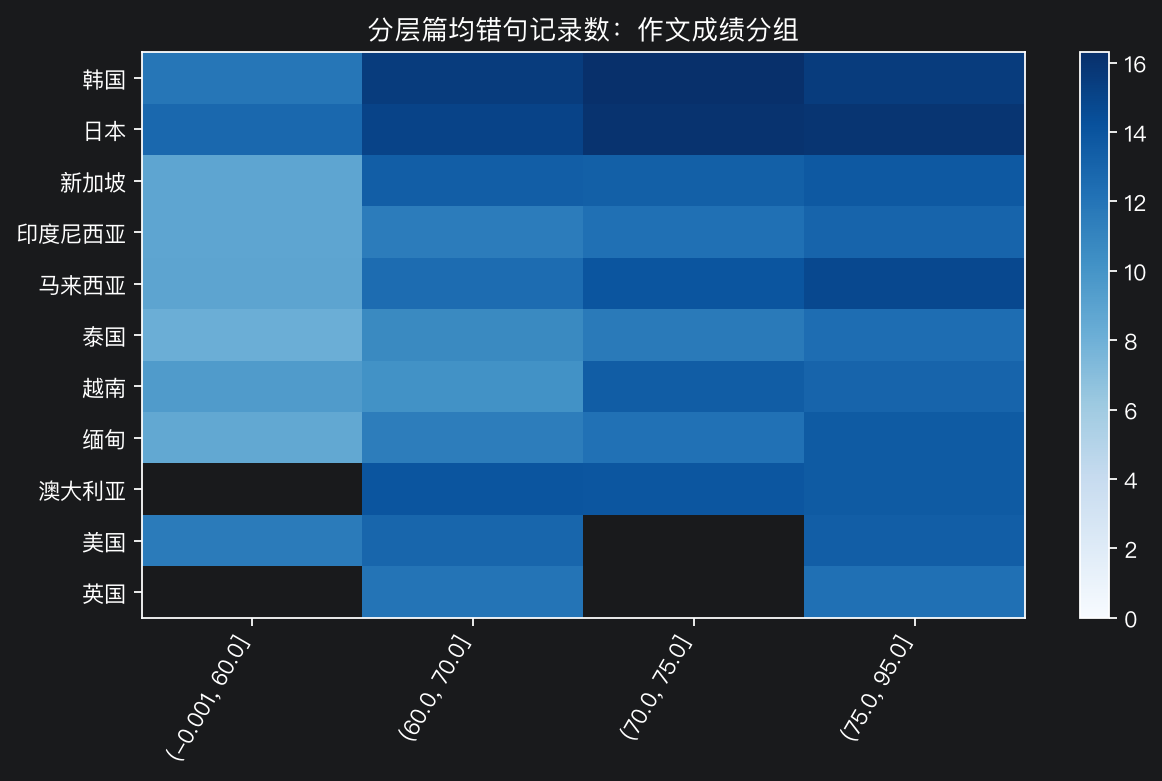 分层篇均错句记录数：作文成绩分组
韩国
日本
新加坡
印度尼西亚
马来西亚
泰国
越南
缅甸
澳大利亚
美国
英国
(−0.001, 60.0]
(60.0, 70.0]
(70.0, 75.0]
(75.0, 95.0]
16
14
12
10
8
6
4
2
0